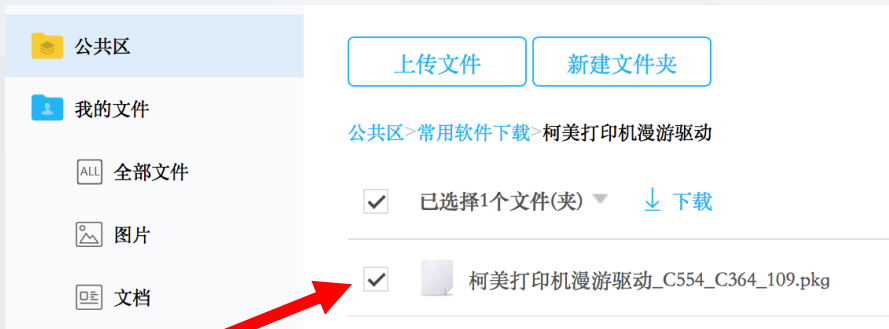 公共区
我的文件
ALL 全部文件
图片
文档
上传文件 新建文件夹
公共区>常用软件下载>柯美打印机漫游驱动
已选择1个文件(夹) 下载
柯美打印机漫游驱动_C554_C364_109.pkg